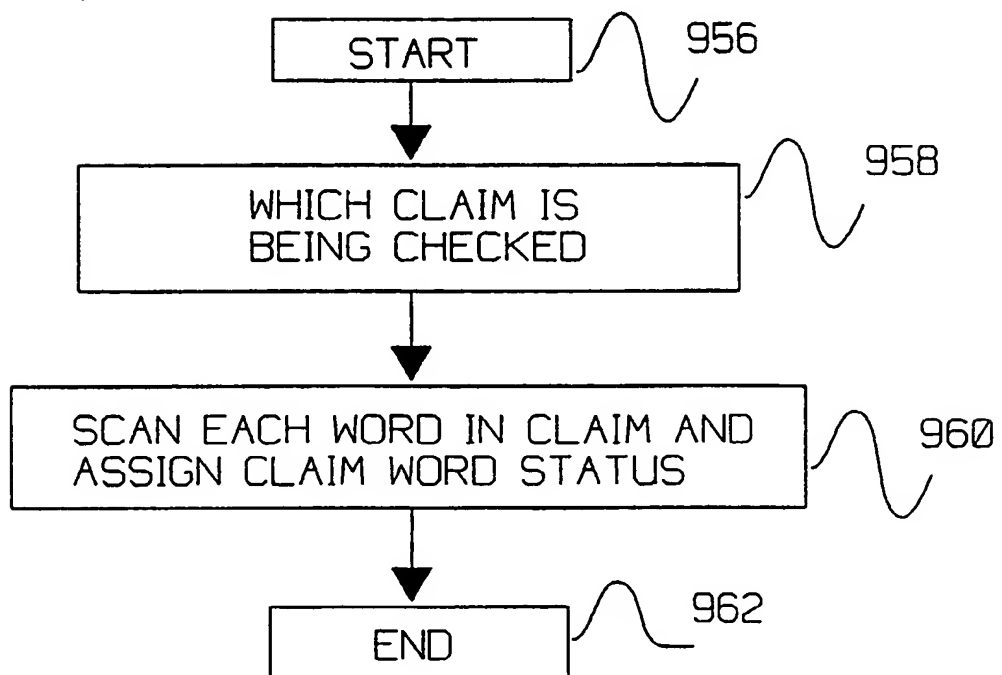 START
956
WHICH CLAIM IS
BEING CHECKED
958
SCAN EACH WORD IN CLAIM AND
ASSIGN CLAIM WORD STATUS
960
END
962